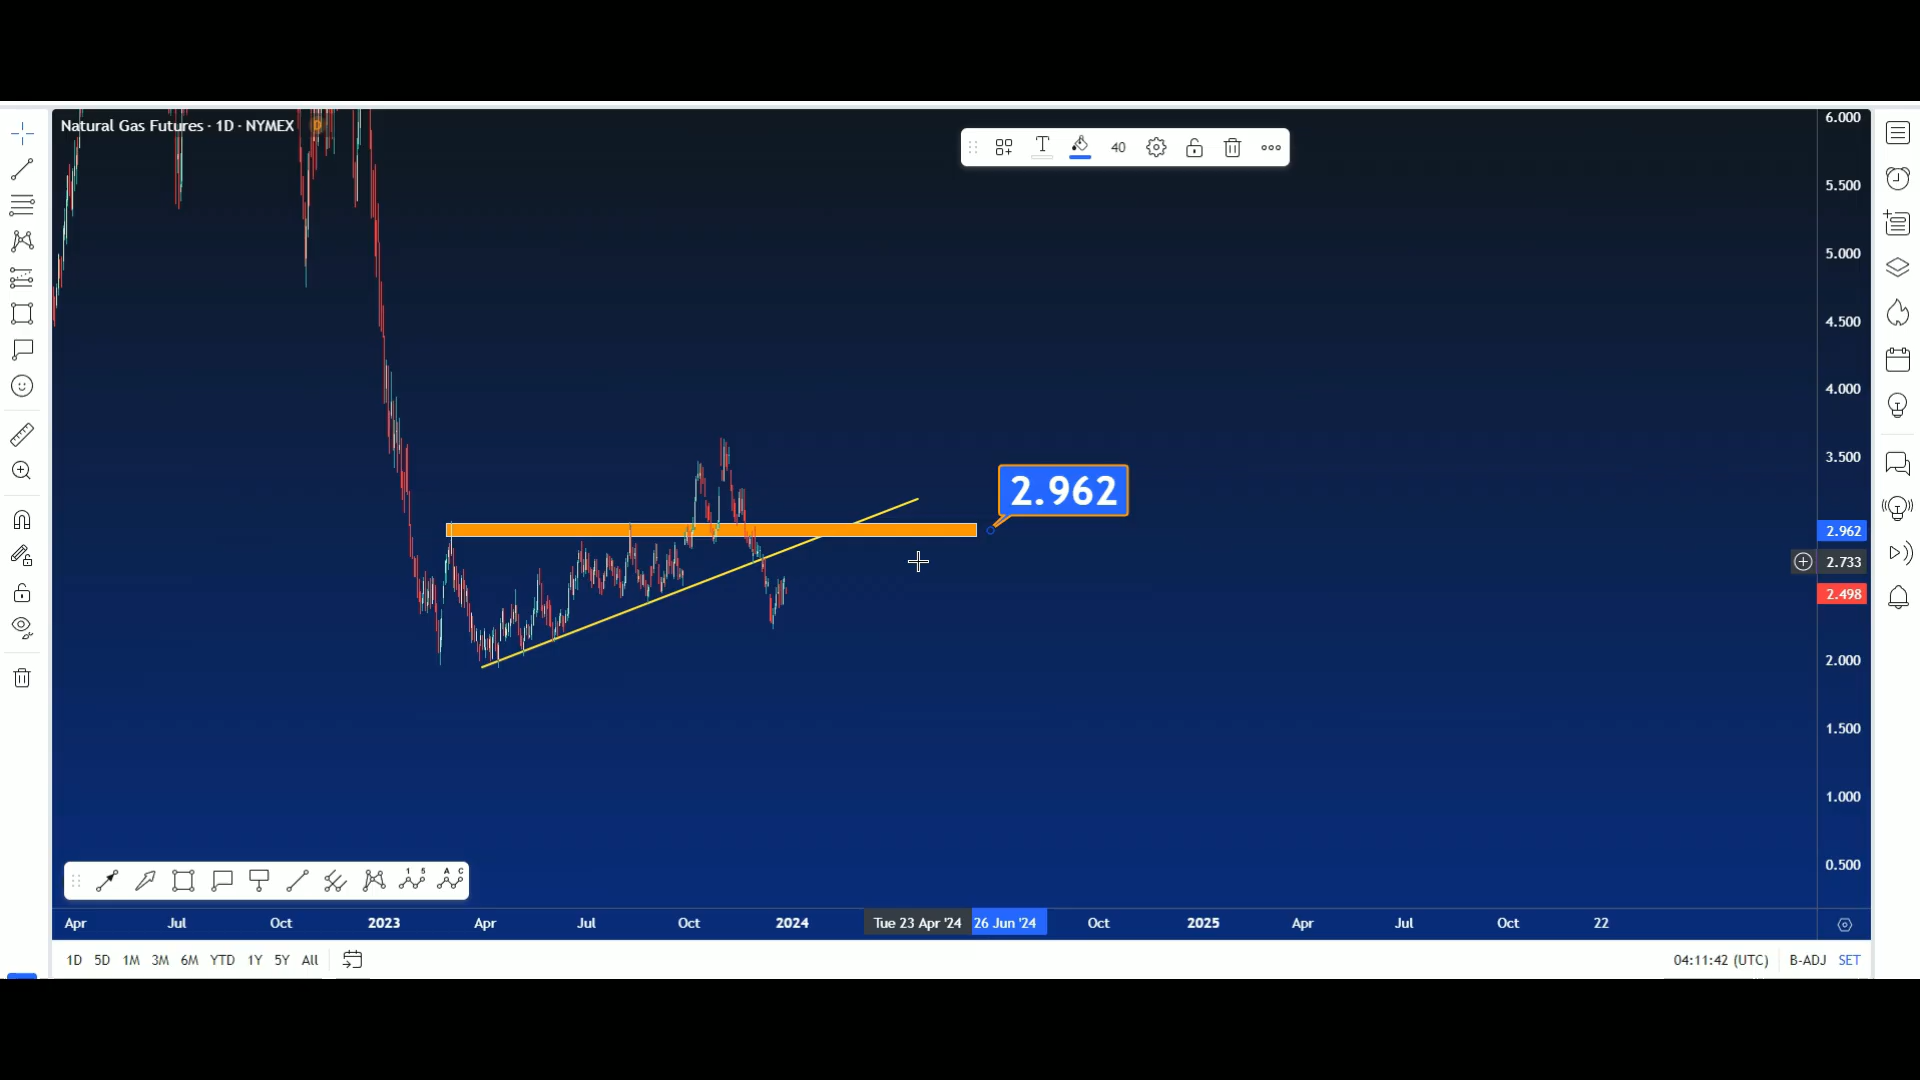 Natural Gas Futures · 1D · NYMEX D
T 40
6.000
5.500
5.000
4.500
4.000
3.500
2.962
2.962
2.733
2.498
2.000
1.500
1.000
0.500
1 5 A C
Apr Jul Oct 2023 Apr Jul Oct 2024 Tue 23 Apr '24 26 Jun '24 Oct 2025 Apr Jul Oct 22
1D 5D 1M 3M 6M YTD 1Y 5Y All 04:11:42 (UTC) B-ADJ SET